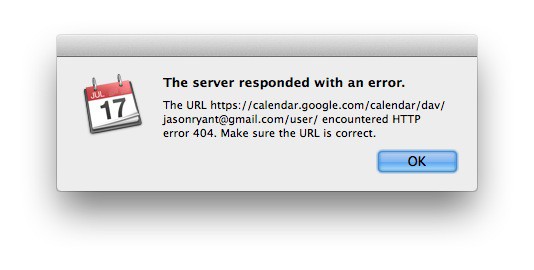 JUL
17
The server responded with an error.
The URL https://calendar.google.com/calendar/dav/
jasonryant@gmail.com/user/ encountered HTTP
error 404. Make sure the URL is correct.
OK